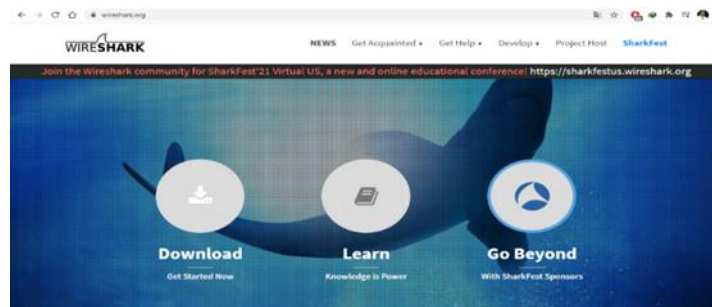 wireshark.org
WIRESHARK
NEWS Get Acquainted Get Help Develop Project Host SharkFest
Join the Wireshark community for SharkFest'21 Virtual US, a new and online educational conference! https://sharkfestus.wireshark.org
Download Learn Go Beyond
Get Started Now Knowledge is Power With SharkFest Sponsors